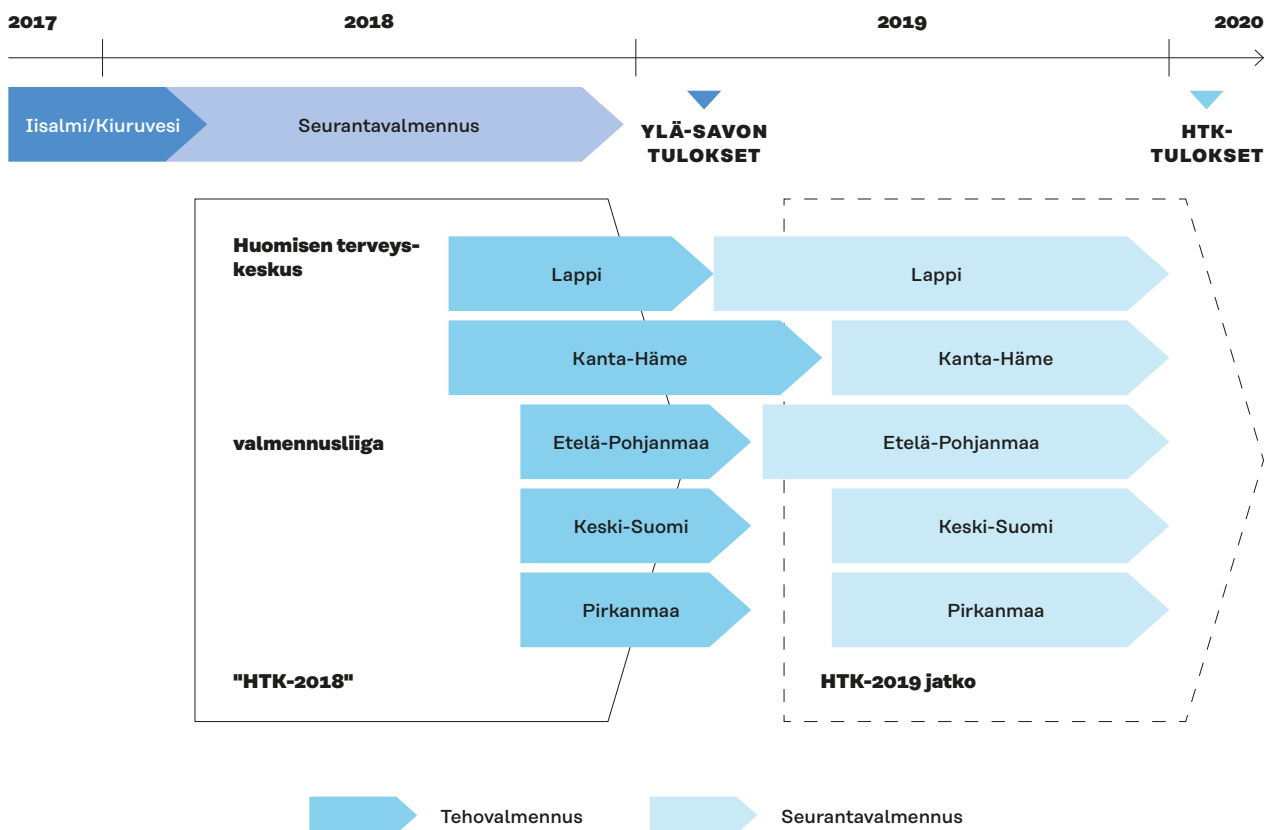 2017
2018
2019
2020
Iisalmi/Kiuruvesi
Seurantavalmennus
YLÄ-SAVON
TULOKSET
HTK-
TULOKSET
Huomisen terveys-
keskus
Lappi
Lappi
Kanta-Häme
Kanta-Häme
valmennusliiga
Etelä-Pohjanmaa
Etelä-Pohjanmaa
Keski-Suomi
Keski-Suomi
Pirkanmaa
Pirkanmaa
"HTK-2018"
HTK-2019 jatko
Tehovalmennus
Seurantavalmennus